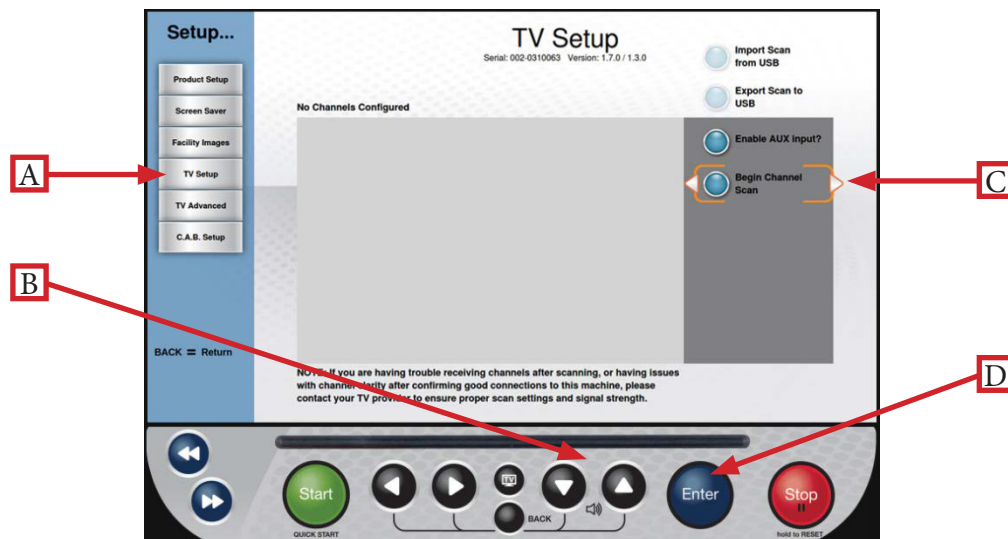 Setup...
Product Setup
Screen Saver
Facility Images
TV Setup
TV Advanced
C.A.B. Setup
BACK = Return
TV Setup
Serial: 002-0310063 Version: 1.7.0 / 1.3.0
Import Scan
from USB
Export Scan to
USB
No Channels Configured
Enable AUX input?
Begin Channel
Scan
NOTE: If you are having trouble receiving channels after scanning, or having issues
with channel clarity after confirming good connections to this machine, please
contact your TV provider to ensure proper scan settings and signal strength.
A
B
C
D
Start
QUICK START
TV
BACK
Enter
Stop
hold to RESET